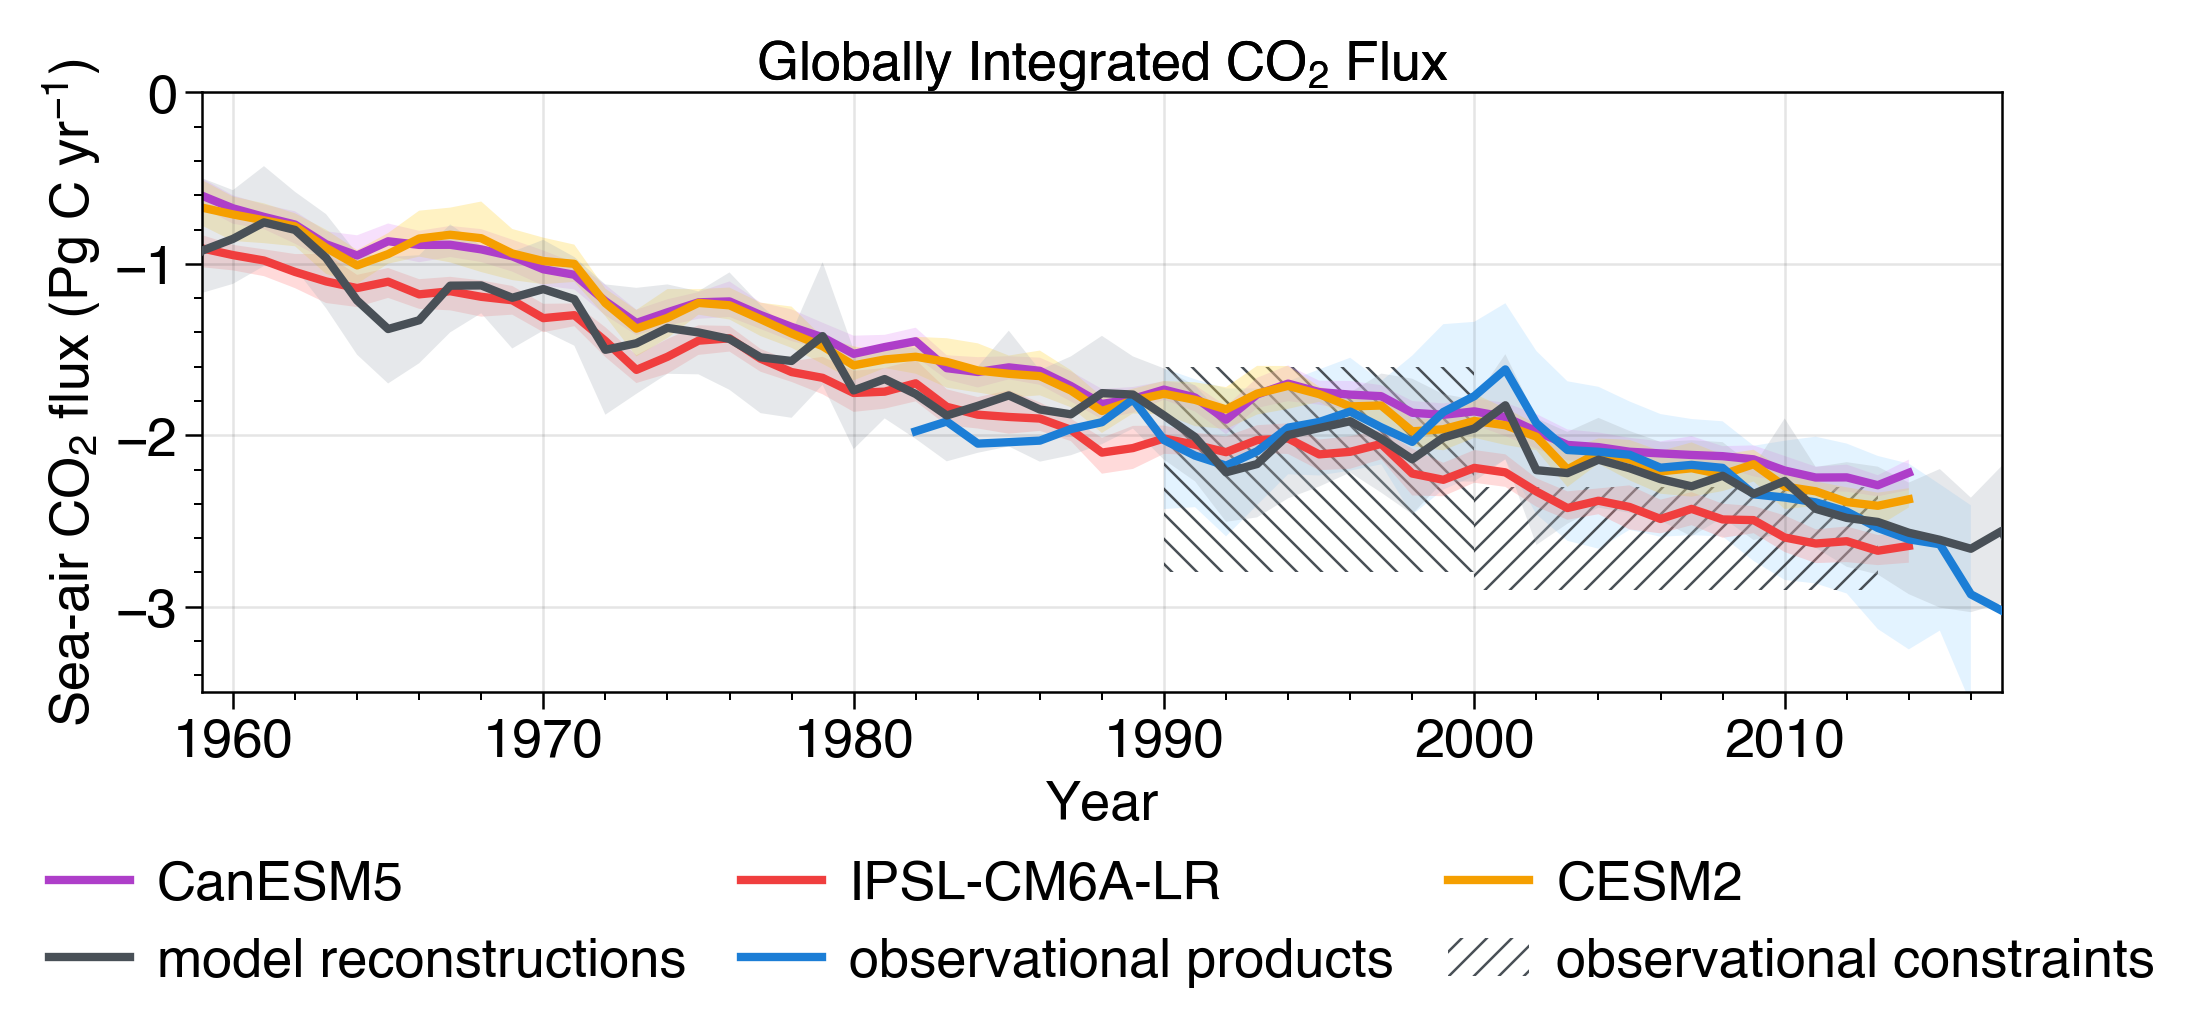 Globally Integrated CO₂ Flux
Sea-air CO₂ flux (Pg C yr⁻¹)
0
−1
−2
−3
1960 1970 1980 1990 2000 2010
Year
CanESM5 IPSL-CM6A-LR CESM2
model reconstructions observational products observational constraints